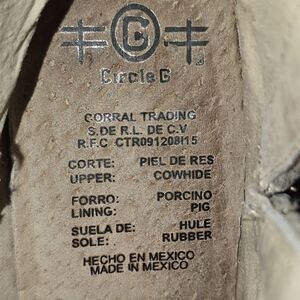 Circle G
CORRAL TRADING
S.DE R.L. DE C.V
R.F.C CTR091208I15
CORTE: PIEL DE RES
UPPER: COWHIDE
FORRO: PORCINO
LINING: PIG
SUELA DE: HULE
SOLE: RUBBER
HECHO EN MEXICO
MADE IN MEXICO